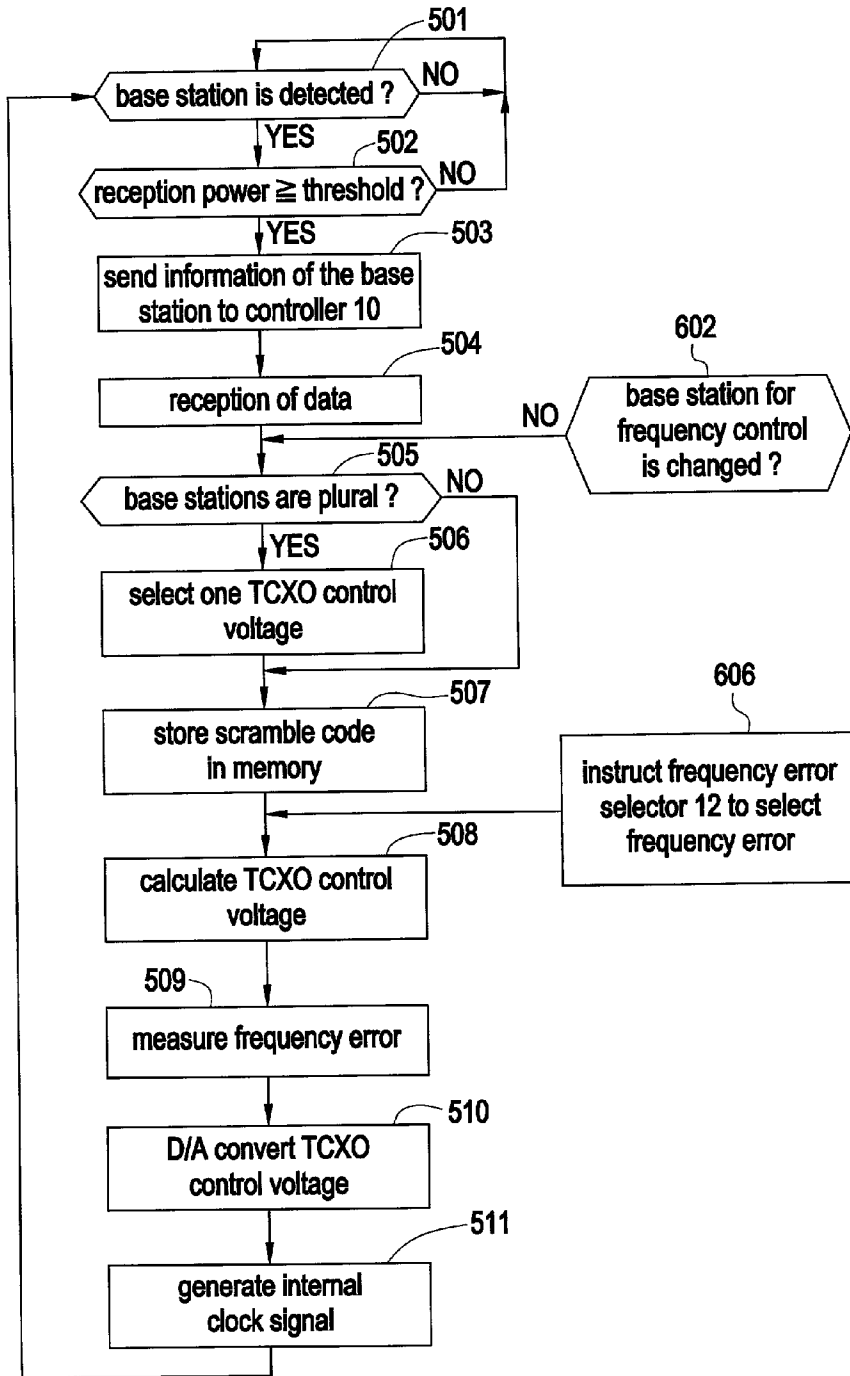 501
base station is detected ?
NO
YES
502
reception power ≧ threshold ?
NO
YES
503
send information of the base
station to controller 10
504
reception of data
602
base station for
frequency control
is changed ?
NO
505
base stations are plural ?
NO
YES
506
select one TCXO control
voltage
507
store scramble code
in memory
606
instruct frequency error
selector 12 to select
frequency error
508
calculate TCXO control
voltage
509
measure frequency error
510
D/A convert TCXO
control voltage
511
generate internal
clock signal